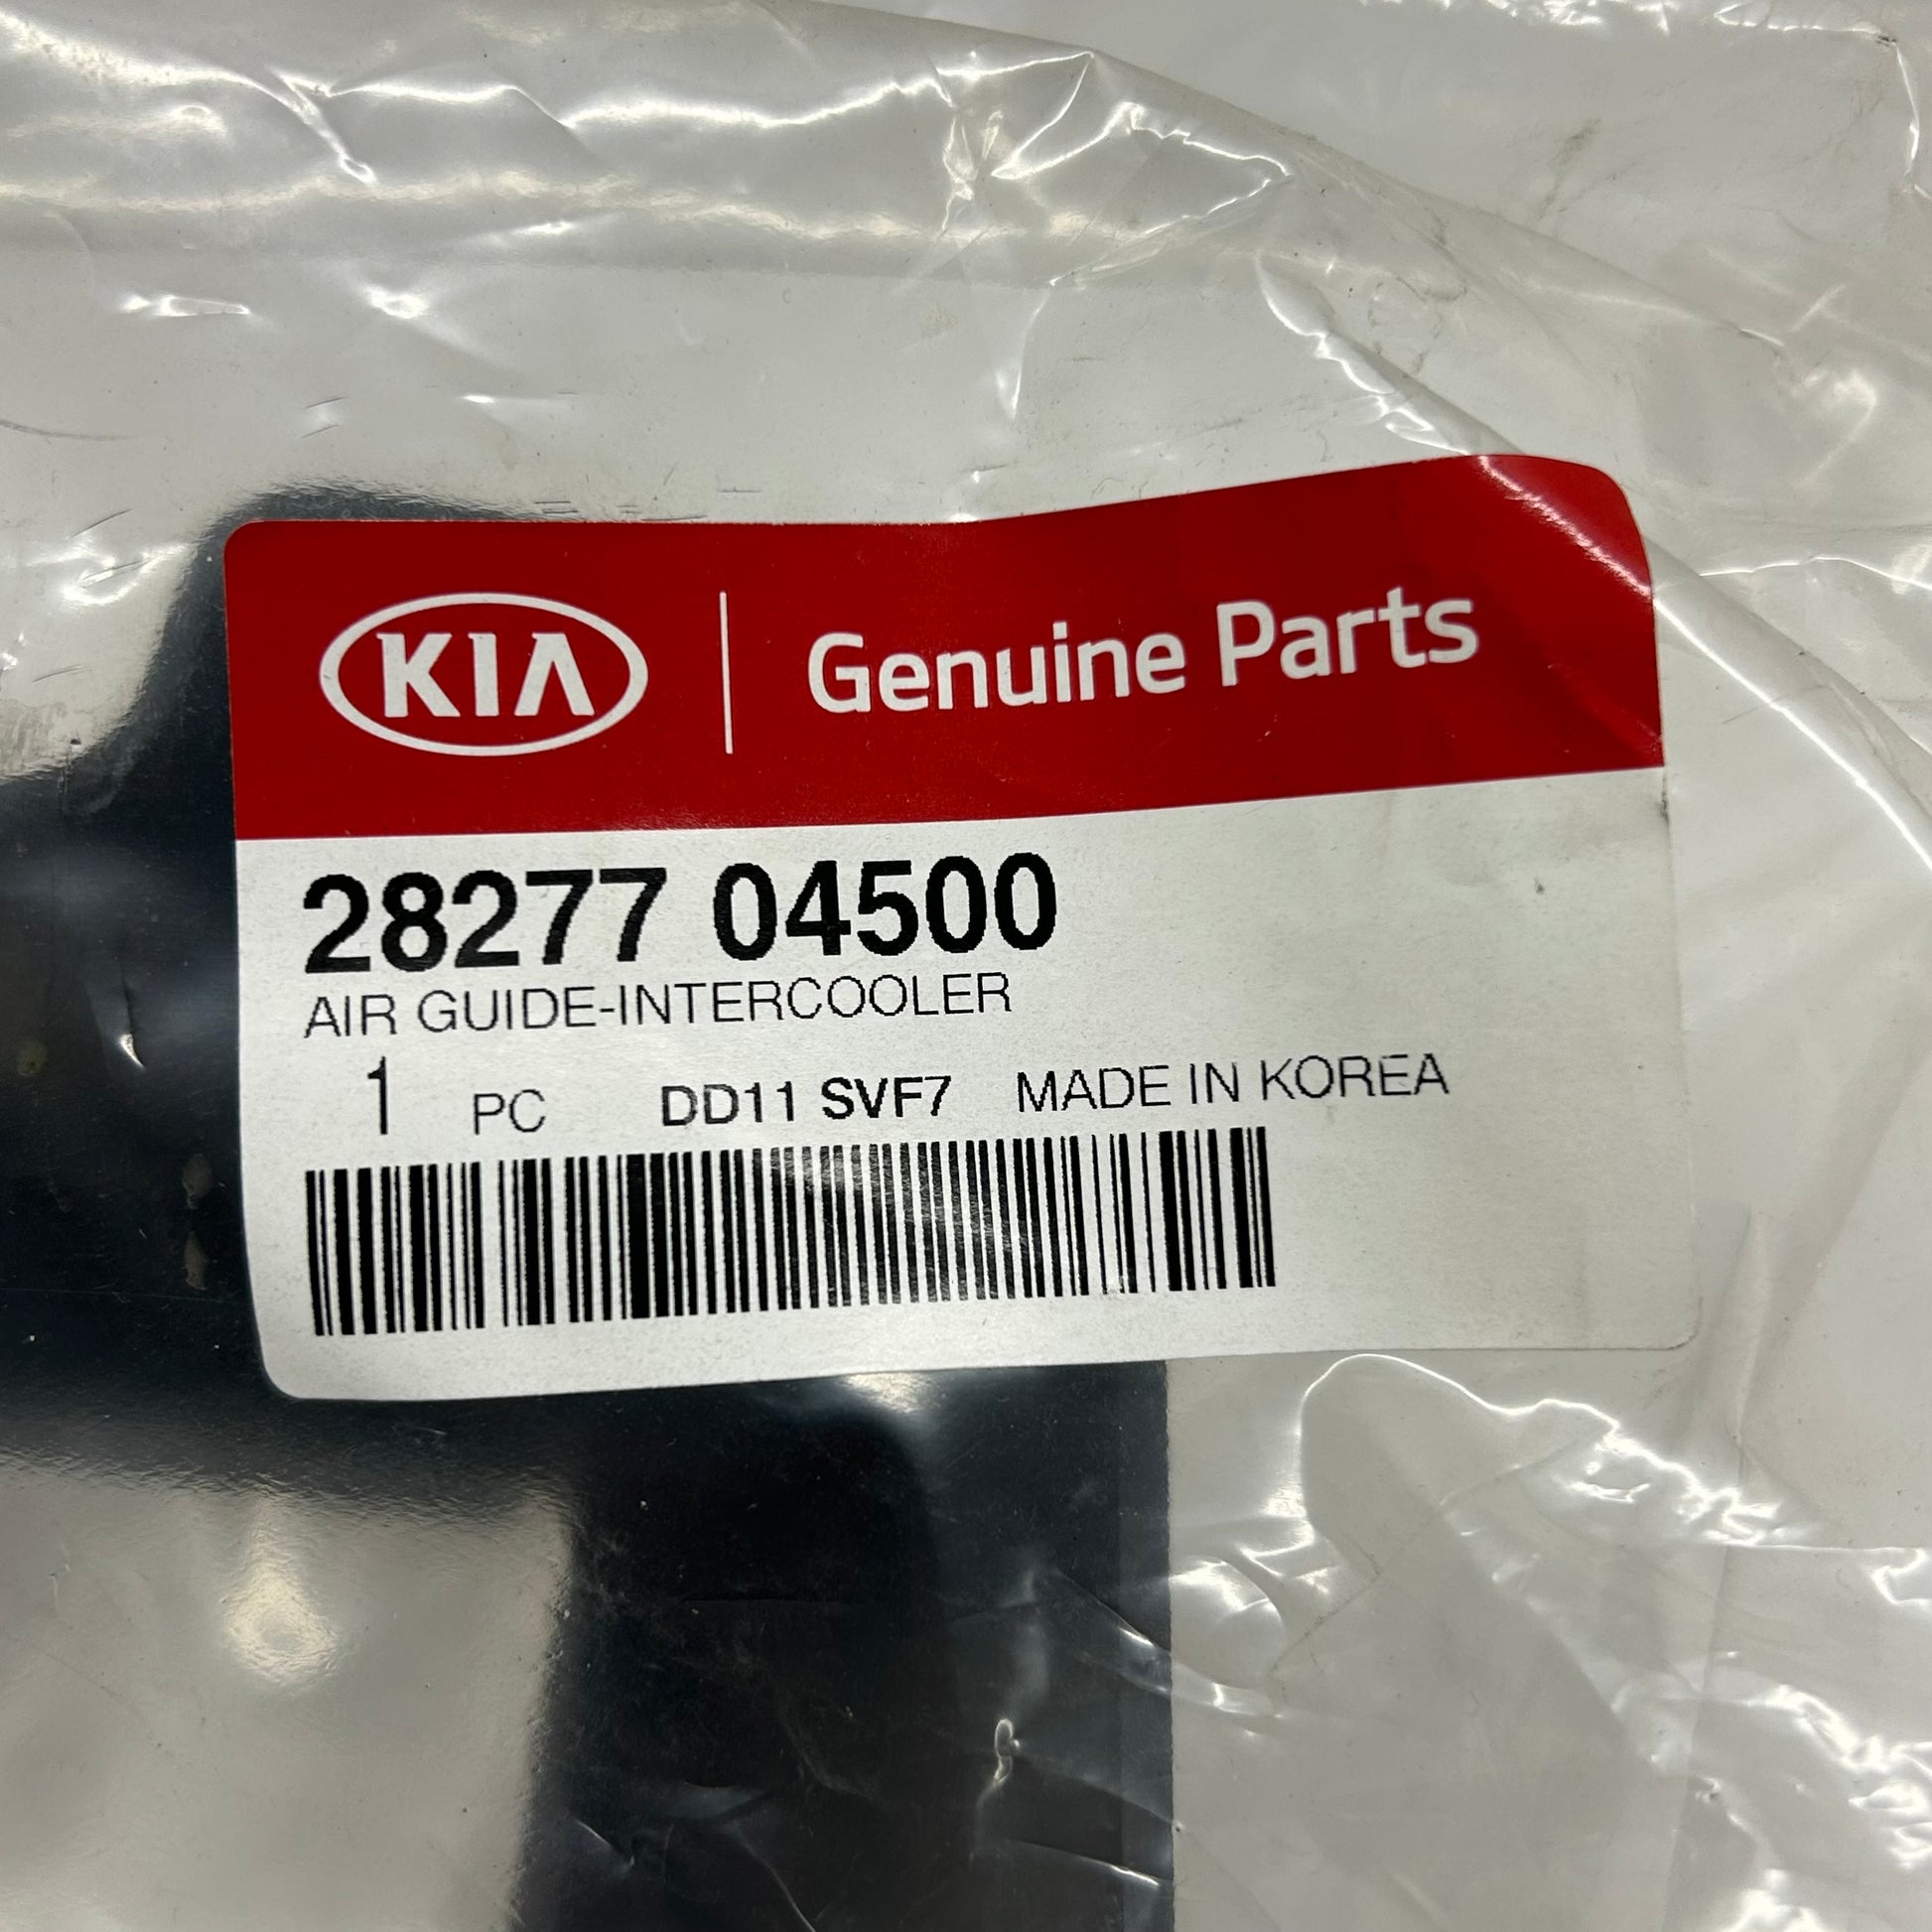 KIA Genuine Parts
28277 04500
AIR GUIDE-INTERCOOLER
1 PC DD11 SVF7 MADE IN KOREA